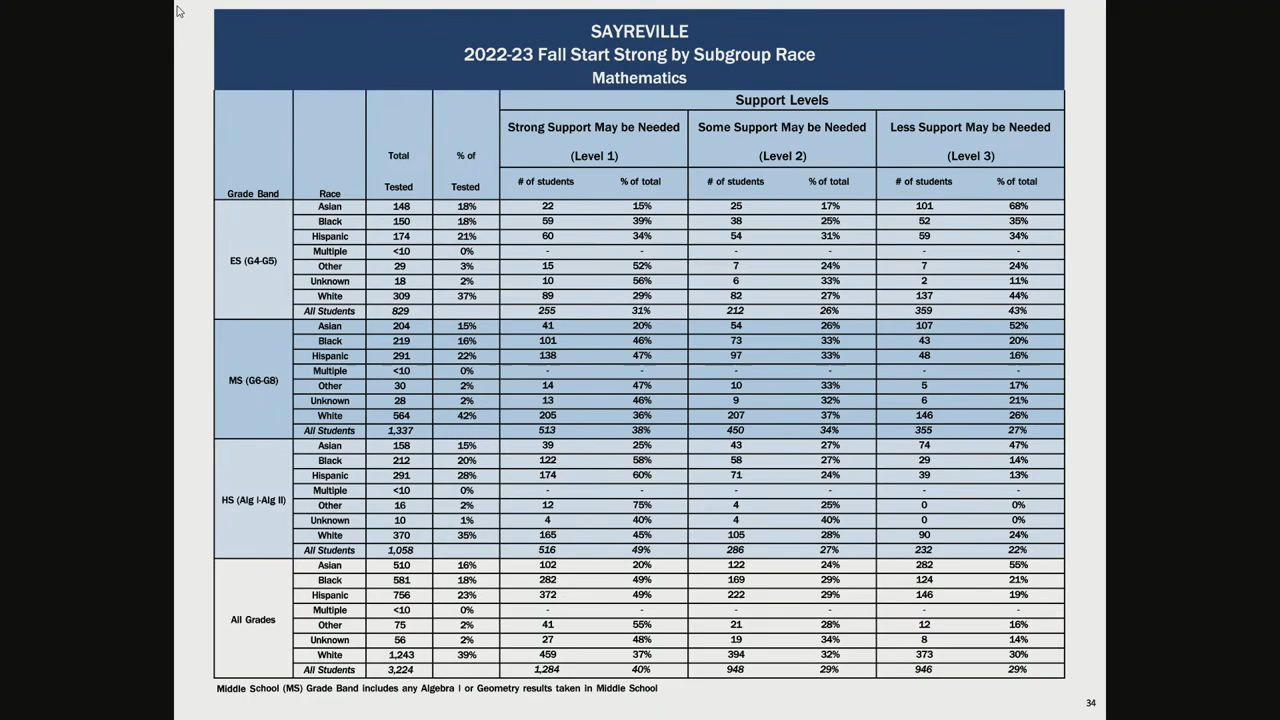 SAYREVILLE
2022-23 Fall Start Strong by Subgroup Race
Mathematics
Support Levels
Strong Support May be Needed Some Support May be Needed Less Support May be Needed
Total % of (Level 1) (Level 2) (Level 3)
Grade Band Race Tested Tested # of students % of total # of students % of total # of students % of total
Asian 148 18% 22 15% 25 17% 101 68%
Black 150 18% 59 39% 38 25% 52 35%
Hispanic 174 21% 60 34% 54 31% 59 34%
Multiple <10 0% - - - - - -
ES (G4-G5)
Other 29 3% 15 52% 7 24% 7 24%
Unknown 18 2% 10 56% 6 33% 2 11%
White 309 37% 89 29% 82 27% 137 44%
All Students 829 255 31% 212 26% 359 43%
Asian 204 15% 41 20% 54 26% 107 52%
Black 219 16% 101 46% 73 33% 43 20%
Hispanic 291 22% 138 47% 97 33% 48 16%
Multiple <10 0% - - - - - -
MS (G6-G8)
Other 30 2% 14 47% 10 33% 5 17%
Unknown 28 2% 13 46% 9 32% 6 21%
White 564 42% 205 36% 207 37% 146 26%
All Students 1,337 513 38% 450 34% 355 27%
Asian 158 15% 39 25% 43 27% 74 47%
Black 212 20% 122 58% 58 27% 29 14%
Hispanic 291 28% 174 60% 71 24% 39 13%
Multiple <10 0% - - - - - -
HS (Alg I-Alg II)
Other 16 2% 12 75% 4 25% 0 0%
Unknown 10 1% 4 40% 4 40% 0 0%
White 370 35% 165 45% 105 28% 90 24%
All Students 1,058 516 49% 286 27% 232 22%
Asian 510 16% 102 20% 122 24% 282 55%
Black 581 18% 282 49% 169 29% 124 21%
Hispanic 756 23% 372 49% 222 29% 146 19%
Multiple <10 0% - - - - - -
All Grades
Other 75 2% 41 55% 21 28% 12 16%
Unknown 56 2% 27 48% 19 34% 8 14%
White 1,243 39% 459 37% 394 32% 373 30%
All Students 3,224 1,284 40% 948 29% 946 29%
Middle School (MS) Grade Band includes any Algebra I or Geometry results taken in Middle School
34